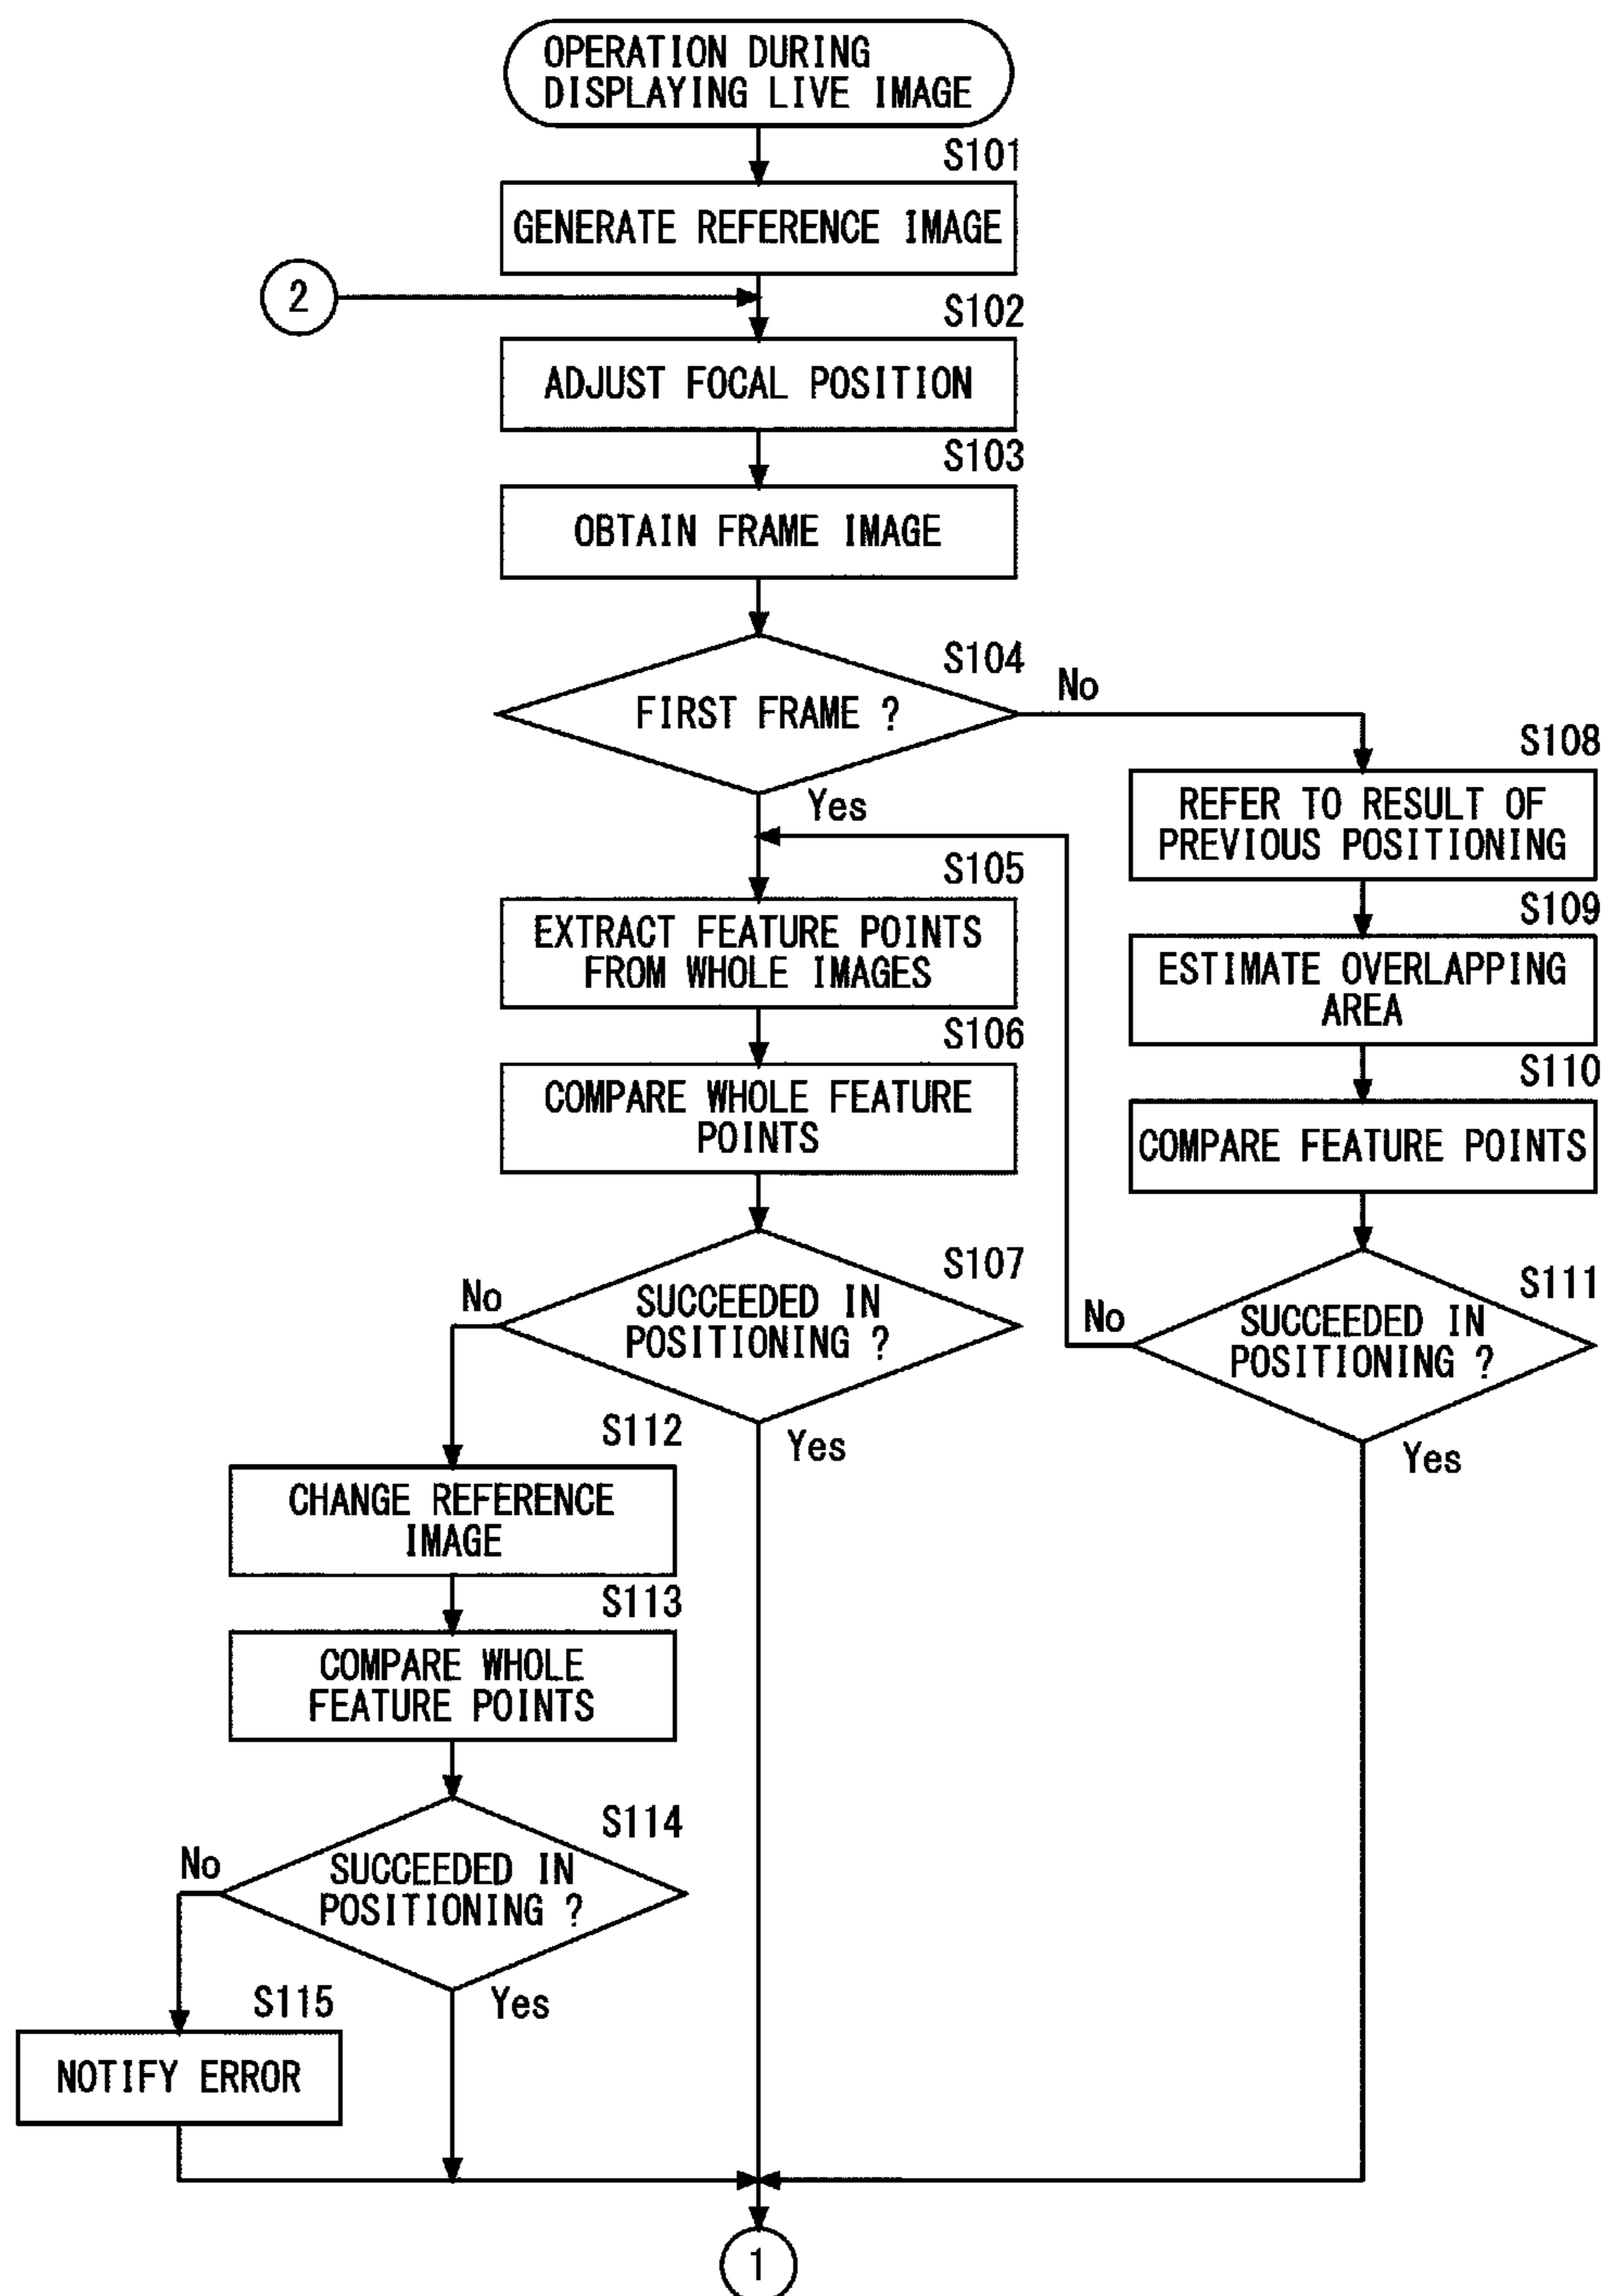 OPERATION DURING
DISPLAYING LIVE IMAGE
S101
GENERATE REFERENCE IMAGE
2
S102
ADJUST FOCAL POSITION
S103
OBTAIN FRAME IMAGE
S104
FIRST FRAME ?
No
Yes
S108
REFER TO RESULT OF
PREVIOUS POSITIONING
S105
EXTRACT FEATURE POINTS
FROM WHOLE IMAGES
S109
ESTIMATE OVERLAPPING
AREA
S106
COMPARE WHOLE FEATURE
POINTS
S110
COMPARE FEATURE POINTS
S107
SUCCEEDED IN
POSITIONING ?
No
Yes
S111
SUCCEEDED IN
POSITIONING ?
No
Yes
S112
CHANGE REFERENCE
IMAGE
S113
COMPARE WHOLE
FEATURE POINTS
S114
SUCCEEDED IN
POSITIONING ?
No
Yes
S115
NOTIFY ERROR
1